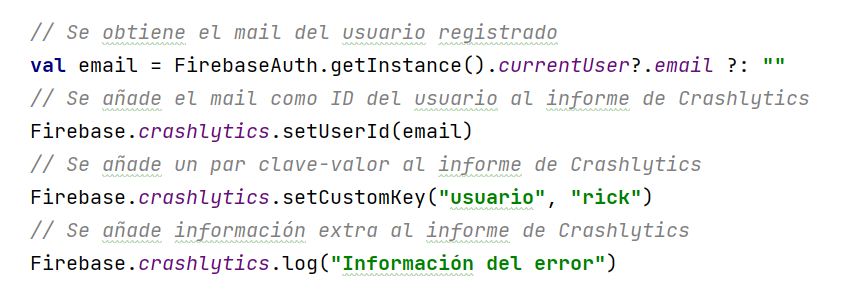 // Se obtiene el mail del usuario registrado
val email = FirebaseAuth.getInstance().currentUser?.email ?: ""
// Se añade el mail como ID del usuario al informe de Crashlytics
Firebase.crashlytics.setUserId(email)
// Se añade un par clave-valor al informe de Crashlytics
Firebase.crashlytics.setCustomKey("usuario", "rick")
// Se añade información extra al informe de Crashlytics
Firebase.crashlytics.log("Información del error")